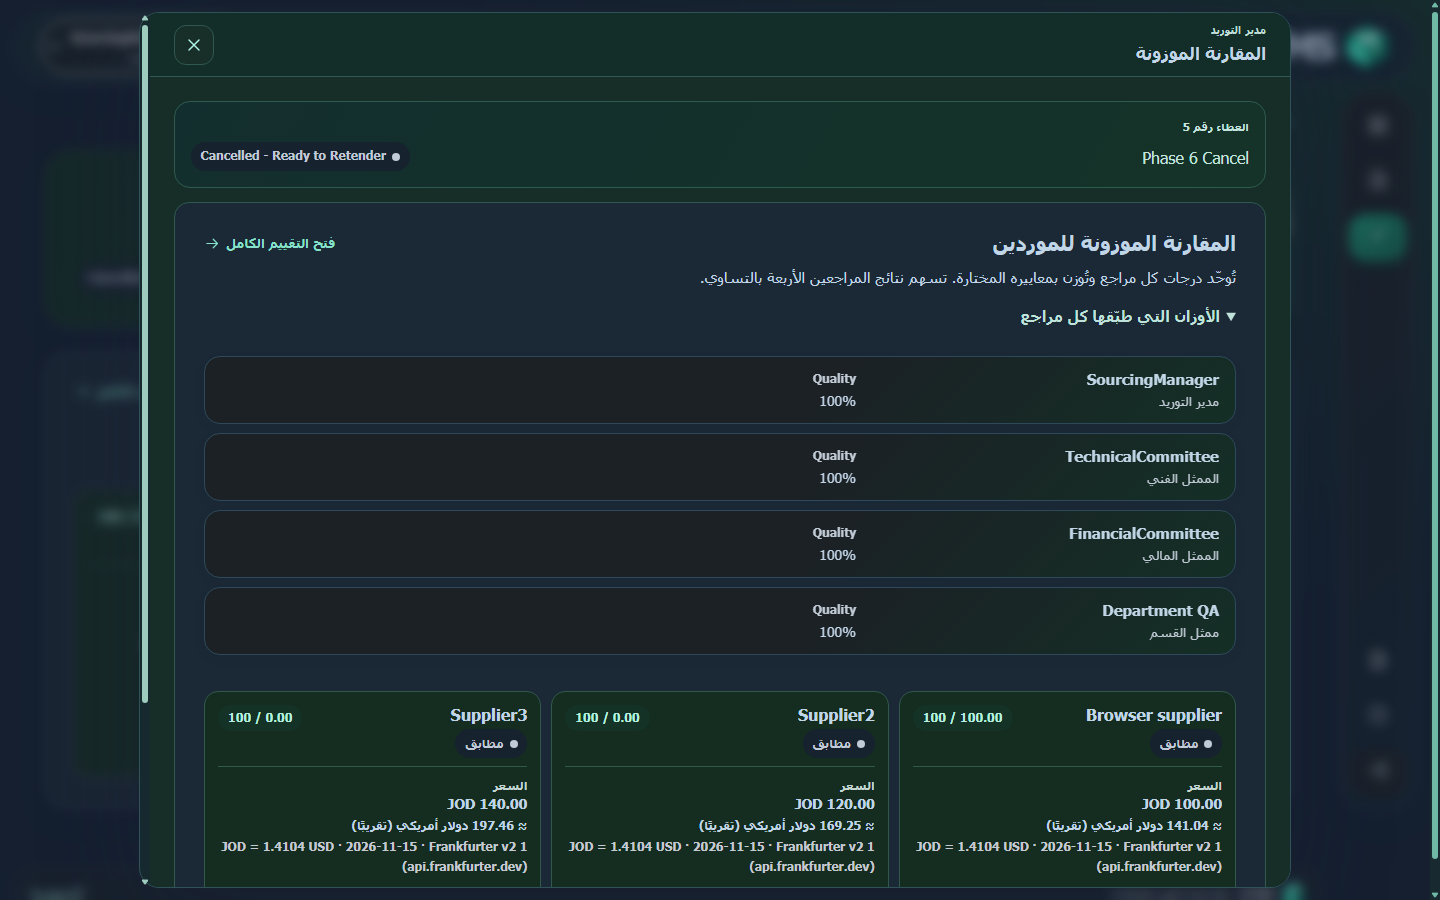 مدير التوريد
المقارنة الموزونة
العطاء رقم 5
Phase 6 Cancel
Cancelled - Ready to Retender
المقارنة الموزونة للموردين
فتح التقييم الكامل ←
تُوحّد درجات كل مراجع وتُوزن بمعاييره المختارة. تسهم نتائج المراجعين الأربعة بالتساوي.
▼ الأوزان التي طبّقها كل مراجع
SourcingManager
مدير التوريد
Quality
100%
TechnicalCommittee
الممثل الفني
Quality
100%
FinancialCommittee
الممثل المالي
Quality
100%
Department QA
ممثل القسم
Quality
100%
Browser supplier
100 / 100.00
مطابق
السعر
JOD 100.00
≈ 141.04 دولار أمريكي (تقريبًا)
JOD = 1.4104 USD · 2026-11-15 · Frankfurter v2 1
(api.frankfurter.dev)
Supplier2
100 / 0.00
مطابق
السعر
JOD 120.00
≈ 169.25 دولار أمريكي (تقريبًا)
JOD = 1.4104 USD · 2026-11-15 · Frankfurter v2 1
(api.frankfurter.dev)
Supplier3
100 / 0.00
مطابق
السعر
JOD 140.00
≈ 197.46 دولار أمريكي (تقريبًا)
JOD = 1.4104 USD · 2026-11-15 · Frankfurter v2 1
(api.frankfurter.dev)